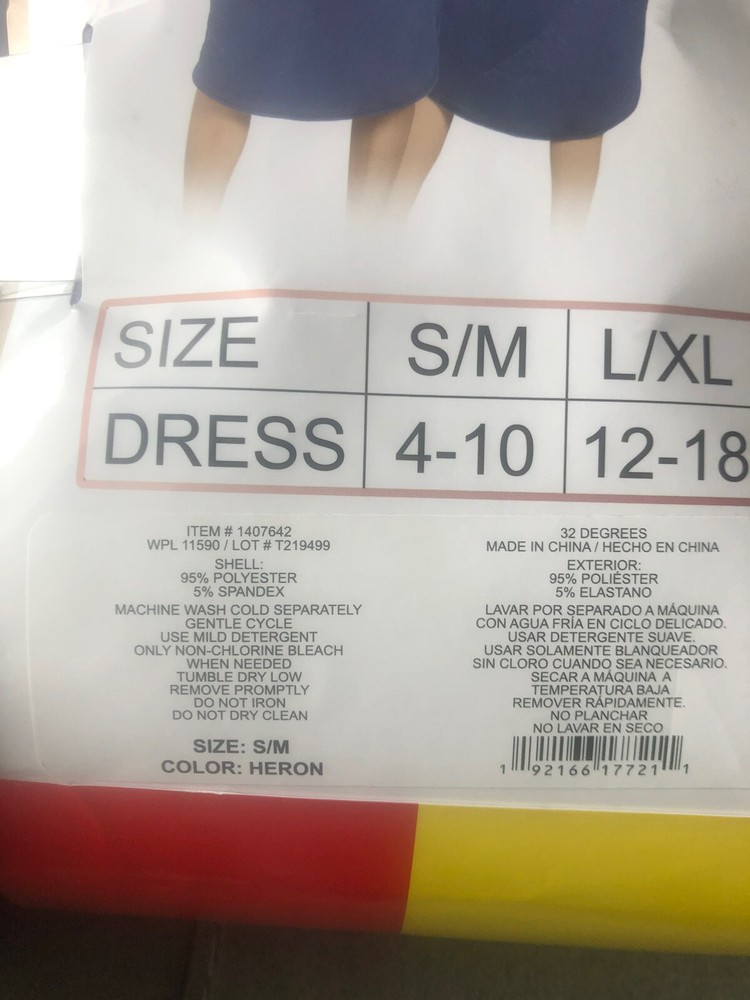 SIZE S/M L/XL
DRESS 4-10 12-18
ITEM # 1407642
WPL 11590 / LOT # T219499
SHELL:
95% POLYESTER
5% SPANDEX
MACHINE WASH COLD SEPARATELY
GENTLE CYCLE
USE MILD DETERGENT
ONLY NON-CHLORINE BLEACH
WHEN NEEDED
TUMBLE DRY LOW
REMOVE PROMPTLY
DO NOT IRON
DO NOT DRY CLEAN
SIZE: S/M
COLOR: HERON
32 DEGREES
MADE IN CHINA / HECHO EN CHINA
EXTERIOR:
95% POLIÉSTER
5% ELASTANO
LAVAR POR SEPARADO A MÁQUINA
CON AGUA FRÍA EN CICLO DELICADO.
USAR DETERGENTE SUAVE.
USAR SOLAMENTE BLANQUEADOR
SIN CLORO CUANDO SEA NECESARIO.
SECAR A MÁQUINA A
TEMPERATURA BAJA
REMOVER RÁPIDAMENTE.
NO PLANCHAR
NO LAVAR EN SECO
1 92166 17721 1